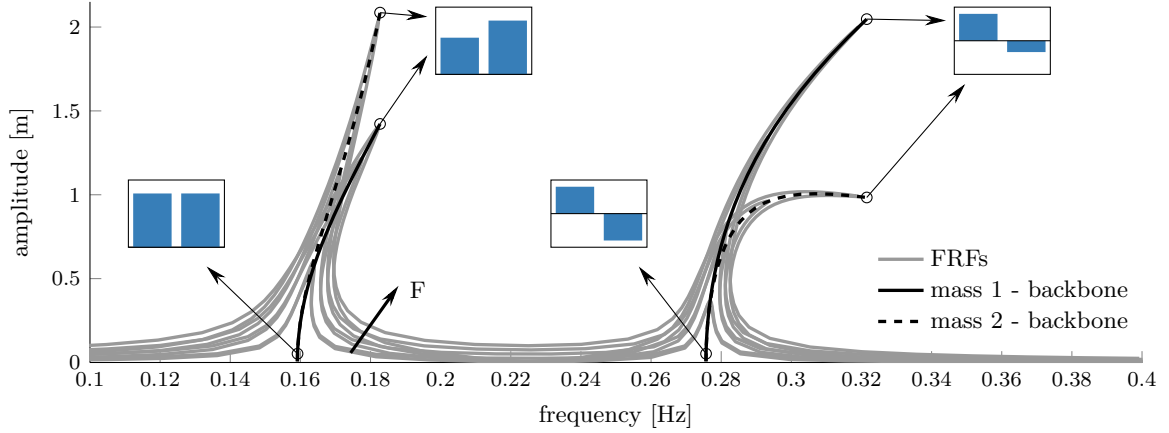 2
1.5
1
0.5
0
amplitude [m]
F
FRFs
mass 1 - backbone
mass 2 - backbone
0.1 0.12 0.14 0.16 0.18 0.2 0.22 0.24 0.26 0.28 0.3 0.32 0.34 0.36 0.38 0.4
frequency [Hz]